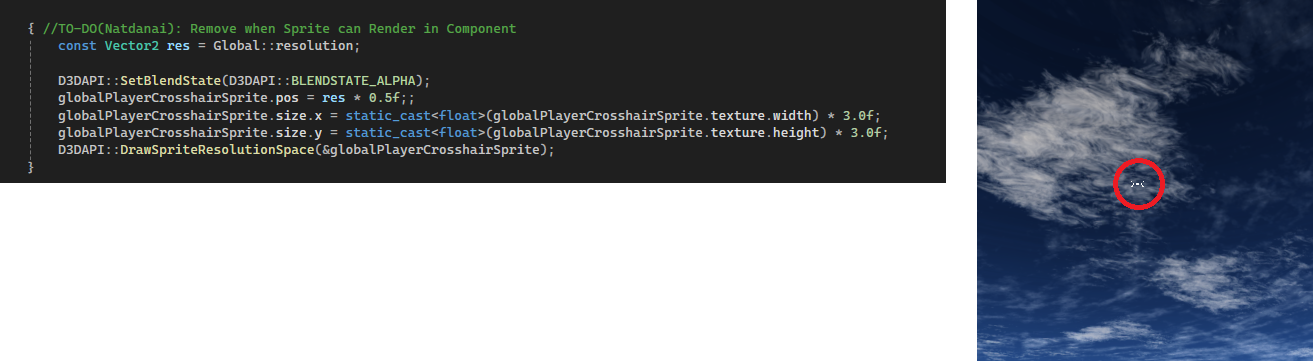 { //TO-DO(Natdanai): Remove when Sprite can Render in Component
const Vector2 res = Global::resolution;
D3DAPI::SetBlendState(D3DAPI::BLENDSTATE_ALPHA);
globalPlayerCrosshairSprite.pos = res * 0.5f;;
globalPlayerCrosshairSprite.size.x = static_cast<float>(globalPlayerCrosshairSprite.texture.width) * 3.0f;
globalPlayerCrosshairSprite.size.y = static_cast<float>(globalPlayerCrosshairSprite.texture.height) * 3.0f;
D3DAPI::DrawSpriteResolutionSpace(&globalPlayerCrosshairSprite);
}